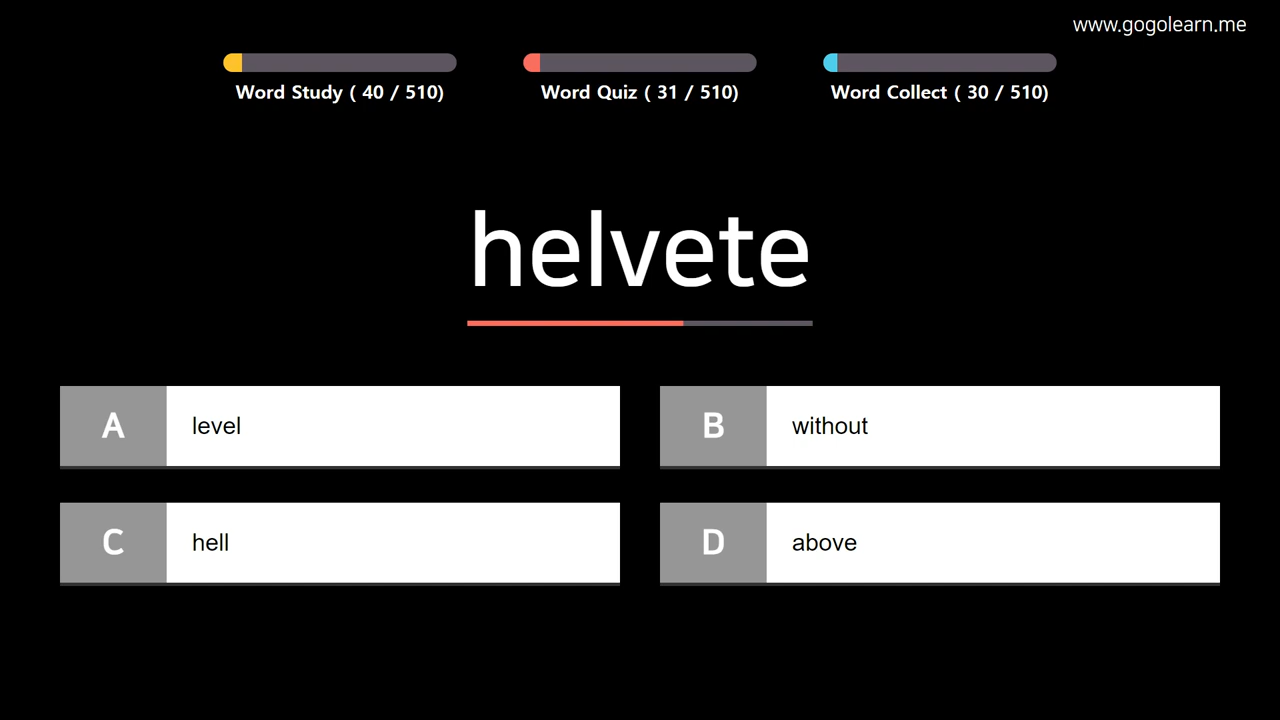 www.gogolearn.me
Word Study ( 40 / 510)
Word Quiz ( 31 / 510)
Word Collect ( 30 / 510)
helvete
A level
B without
C hell
D above